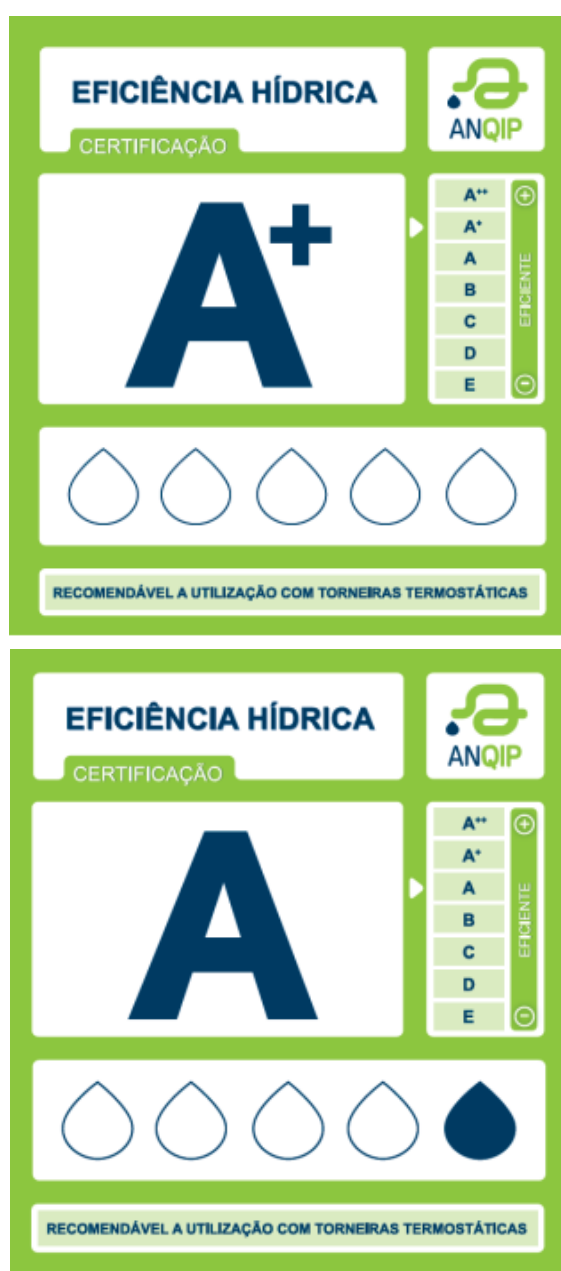 EFICIÊNCIA HÍDRICA
CERTIFICAÇÃO
ANQIP
A+
A++
A+
A
B
C
D
E
EFICIENTE
RECOMENDÁVEL A UTILIZAÇÃO COM TORNEIRAS TERMOSTÁTICAS
EFICIÊNCIA HÍDRICA
CERTIFICAÇÃO
ANQIP
A
A++
A+
A
B
C
D
E
EFICIENTE
RECOMENDÁVEL A UTILIZAÇÃO COM TORNEIRAS TERMOSTÁTICAS